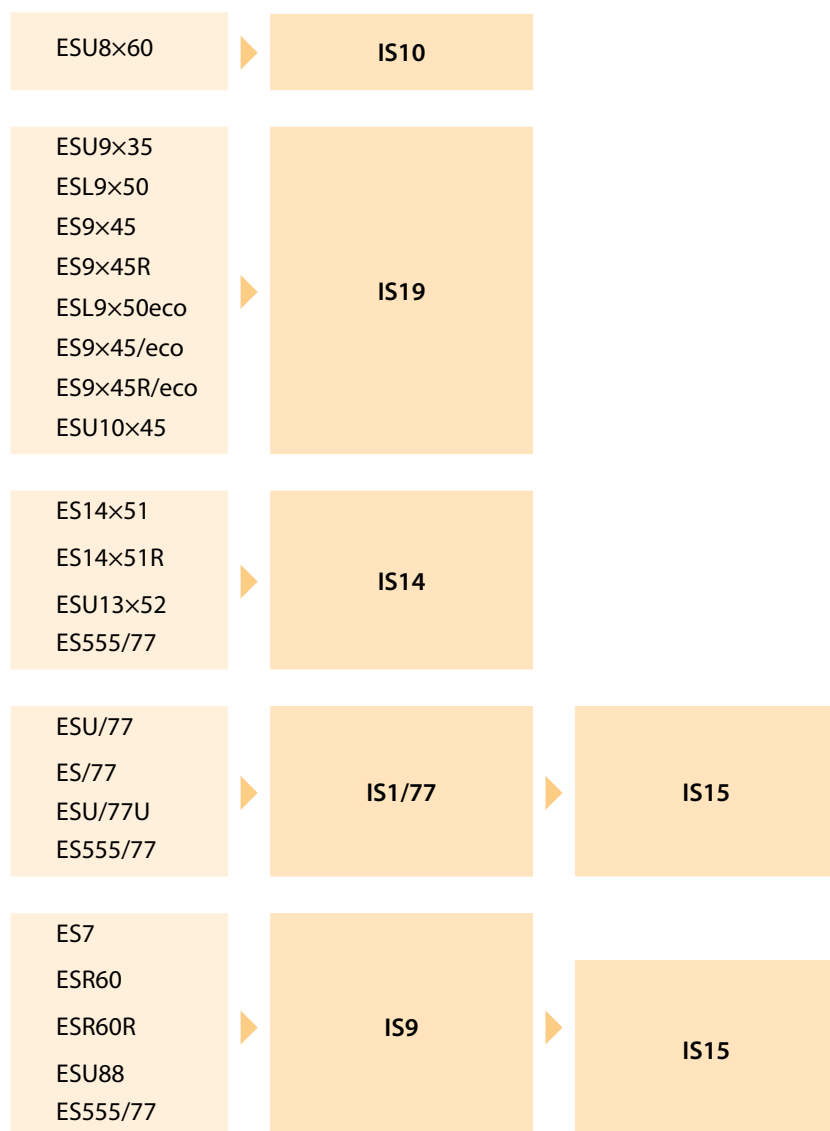 ESU8×60
IS10
ESU9×35
ESL9×50
ES9×45
ES9×45R
ESL9×50eco
ES9×45/eco
ES9×45R/eco
ESU10×45
IS19
ES14×51
ES14×51R
ESU13×52
ES555/77
IS14
ESU/77
ES/77
ESU/77U
ES555/77
IS1/77
IS15
ES7
ESR60
ESR60R
ESU88
ES555/77
IS9
IS15